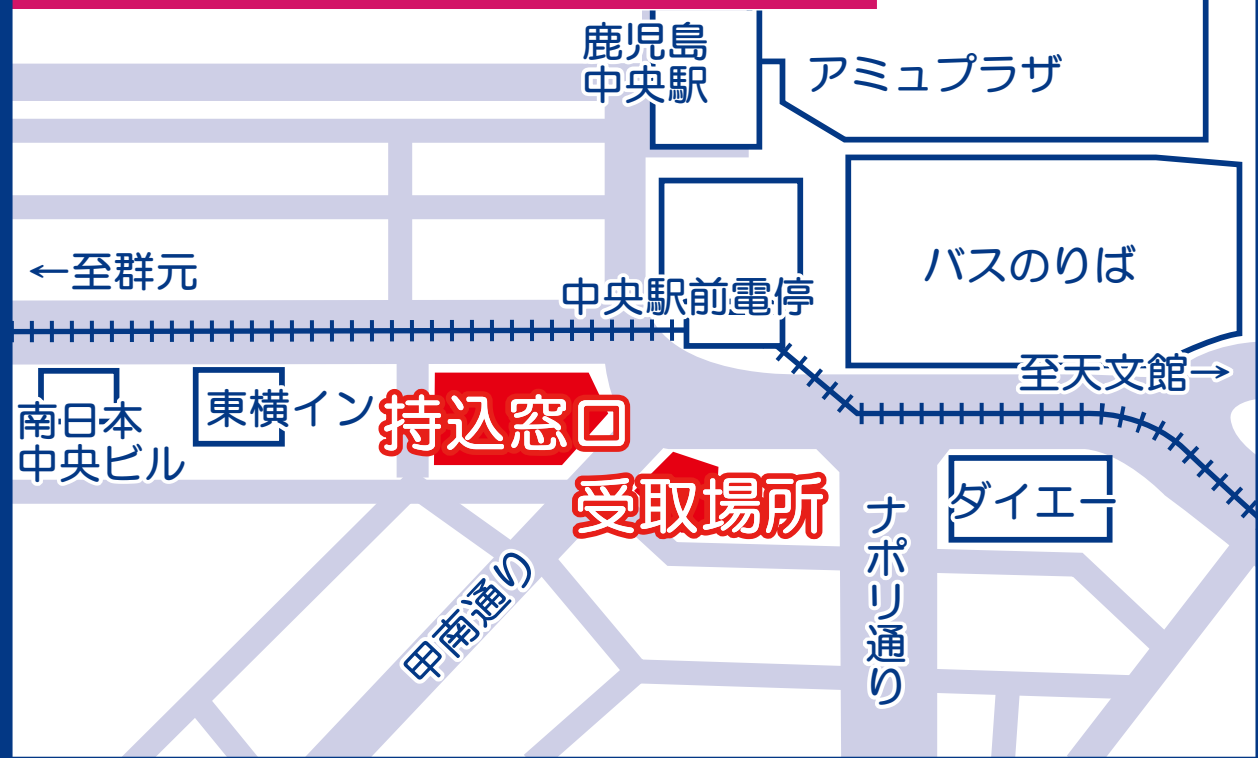 鹿児島
中央駅
アミュプラザ
バスのりば
←至群元
中央駅前電停
至天文館→
南日本
中央ビル
東横イン
持込窓口
受取場所
ダイエー
ナポリ通り
甲南通り